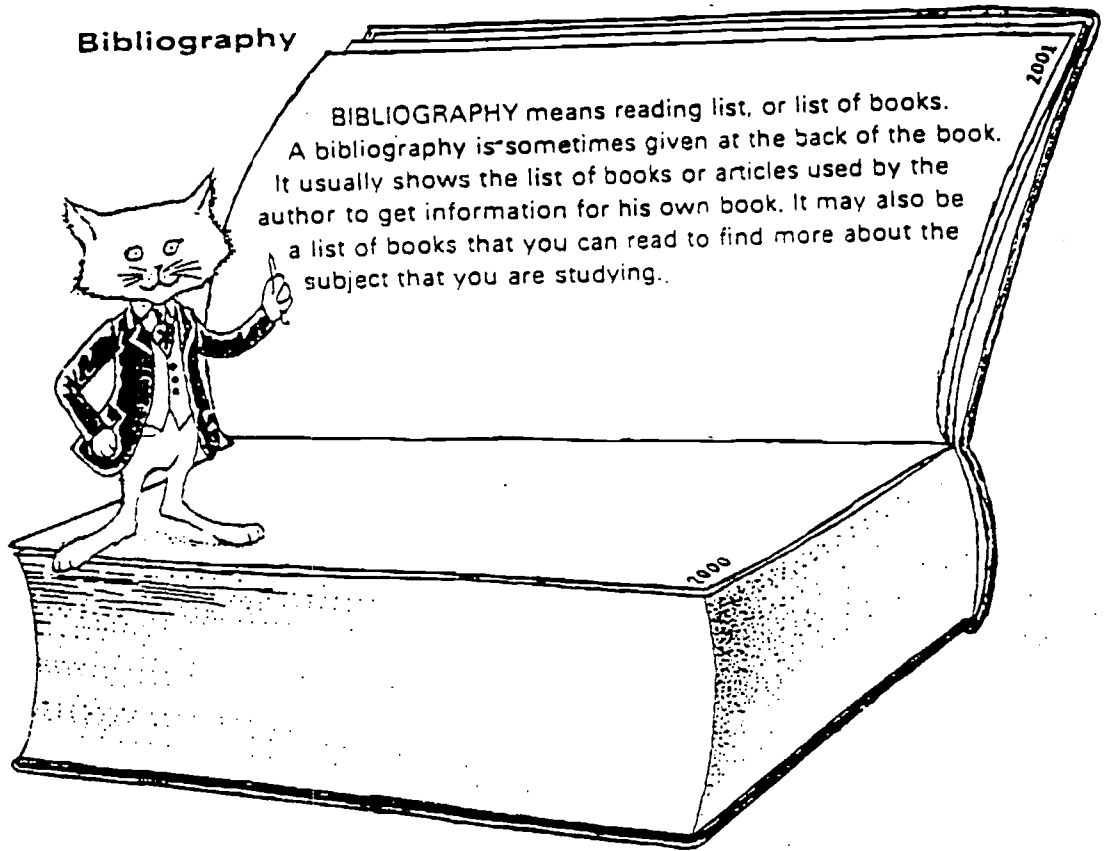 Bibliography
2001
BIBLIOGRAPHY means reading list, or list of books.
A bibliography is sometimes given at the back of the book.
It usually shows the list of books or articles used by the
author to get information for his own book. It may also be
a list of books that you can read to find more about the
subject that you are studying..
2000